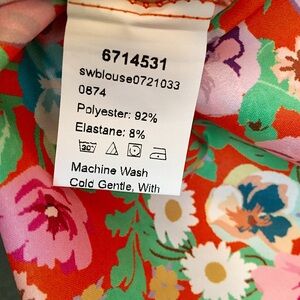 6714531
swblouse0721033
0874
Polyester: 92%
Elastane: 8%
Machine Wash
Cold Gentle, With